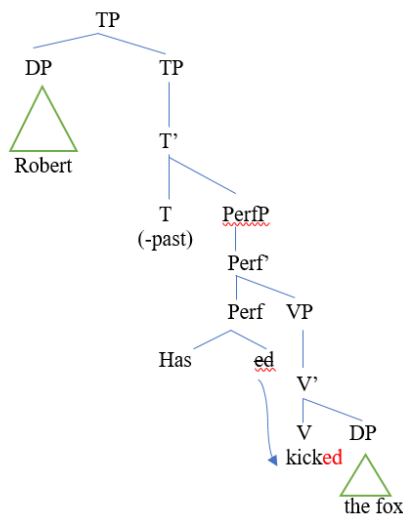 TP
DP TP
T’
Robert
T PerfP
(-past)
Perf’
Perf VP
Has ed
V’
V DP
kicked
the fox